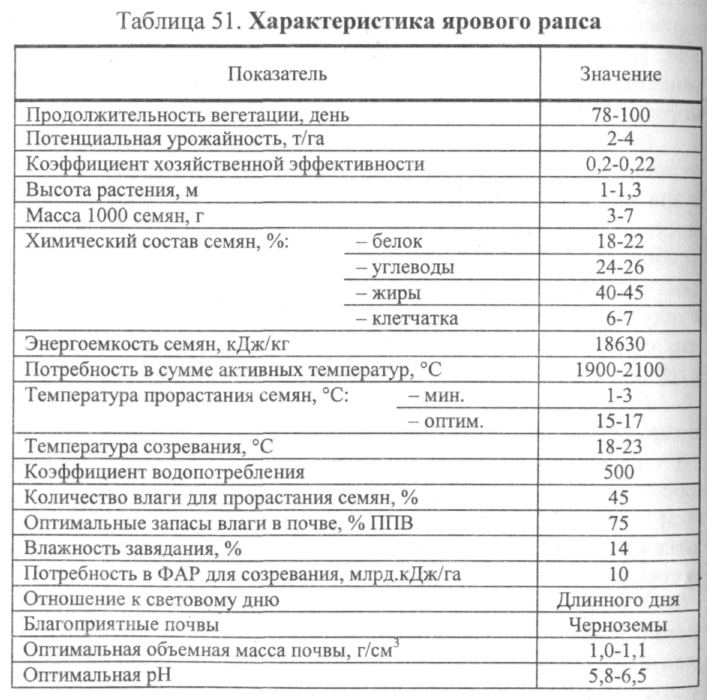 Таблица 51. Характеристика ярового рапса
Показатель Значение
Продолжительность вегетации, день 78-100
Потенциальная урожайность, т/га 2-4
Коэффициент хозяйственной эффективности 0,2-0,22
Высота растения, м 1-1,3
Масса 1000 семян, г 3-7
Химический состав семян, %: – белок 18-22
– углеводы 24-26
– жиры 40-45
– клетчатка 6-7
Энергоемкость семян, кДж/кг 18630
Потребность в сумме активных температур, °С 1900-2100
Температура прорастания семян, °С: – мин. 1-3
– оптим. 15-17
Температура созревания, °С 18-23
Коэффициент водопотребления 500
Количество влаги для прорастания семян, % 45
Оптимальные запасы влаги в почве, % ППВ 75
Влажность завядания, % 14
Потребность в ФАР для созревания, млрд.кДж/га 10
Отношение к световому дню Длинного дня
Благоприятные почвы Черноземы
Оптимальная объемная масса почвы, г/см³ 1,0-1,1
Оптимальная рН 5,8-6,5